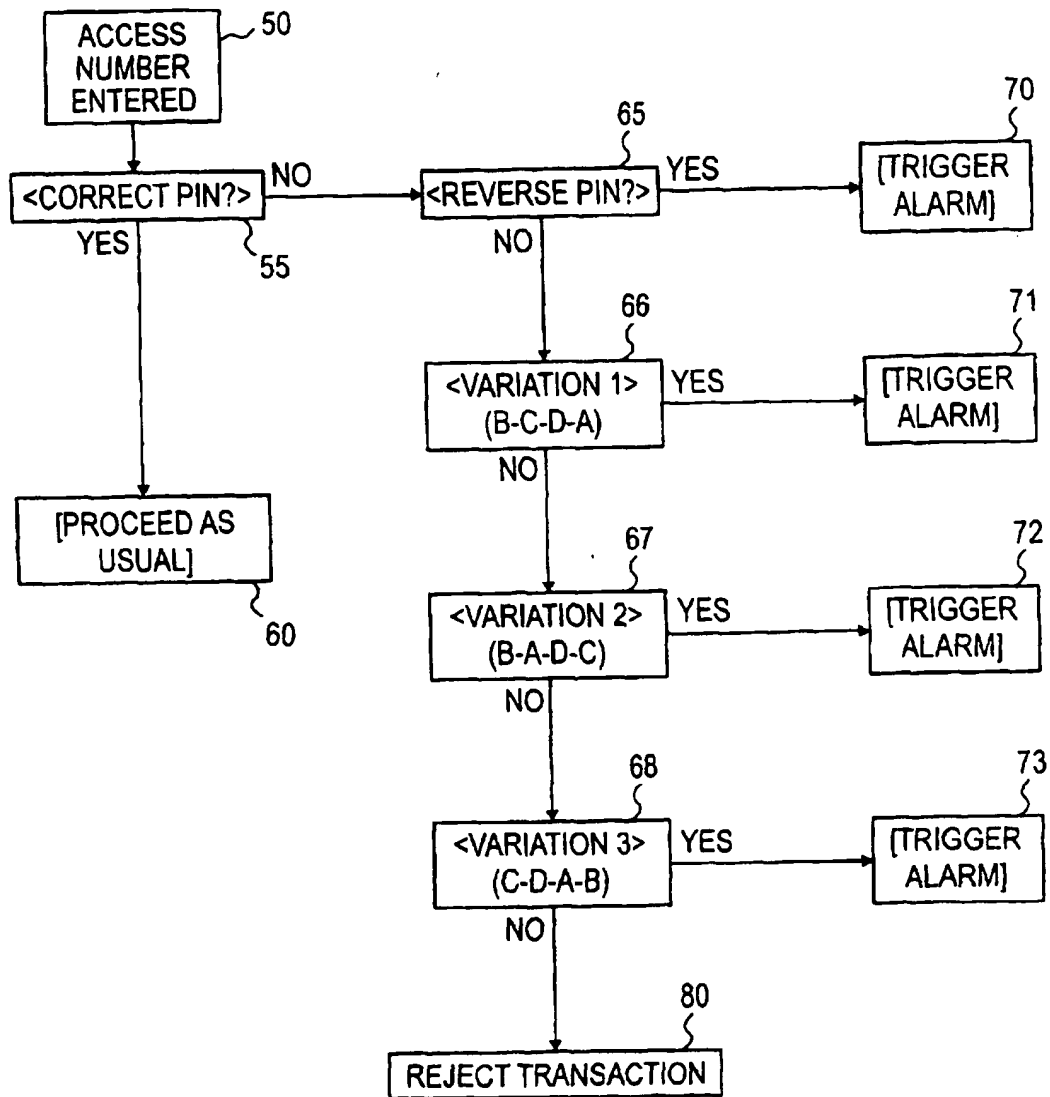 50
ACCESS
NUMBER
ENTERED
<CORRECT PIN?>
NO
YES
55
65
<REVERSE PIN?>
YES
NO
70
[TRIGGER
ALARM]
66
<VARIATION 1>
(B-C-D-A)
YES
NO
71
[TRIGGER
ALARM]
[PROCEED AS
USUAL]
60
67
<VARIATION 2>
(B-A-D-C)
YES
NO
72
[TRIGGER
ALARM]
68
<VARIATION 3>
(C-D-A-B)
YES
NO
73
[TRIGGER
ALARM]
80
REJECT TRANSACTION